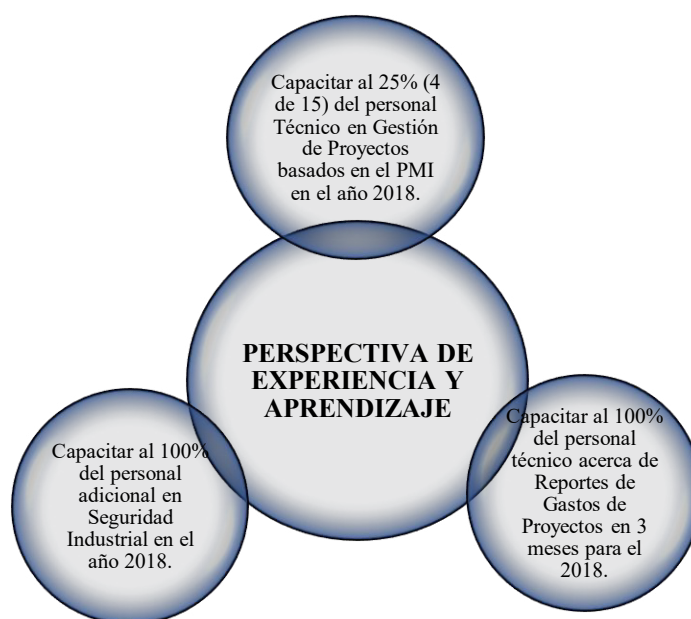 Capacitar al 25% (4
de 15) del personal
Técnico en Gestión
de Proyectos
basados en el PMI
en el año 2018.
PERSPECTIVA DE
EXPERIENCIA Y
APRENDIZAJE
Capacitar al 100%
del personal
adicional en
Seguridad
Industrial en el
año 2018.
Capacitar al 100%
del personal
técnico acerca de
Reportes de
Gastos de
Proyectos en 3
meses para el
2018.